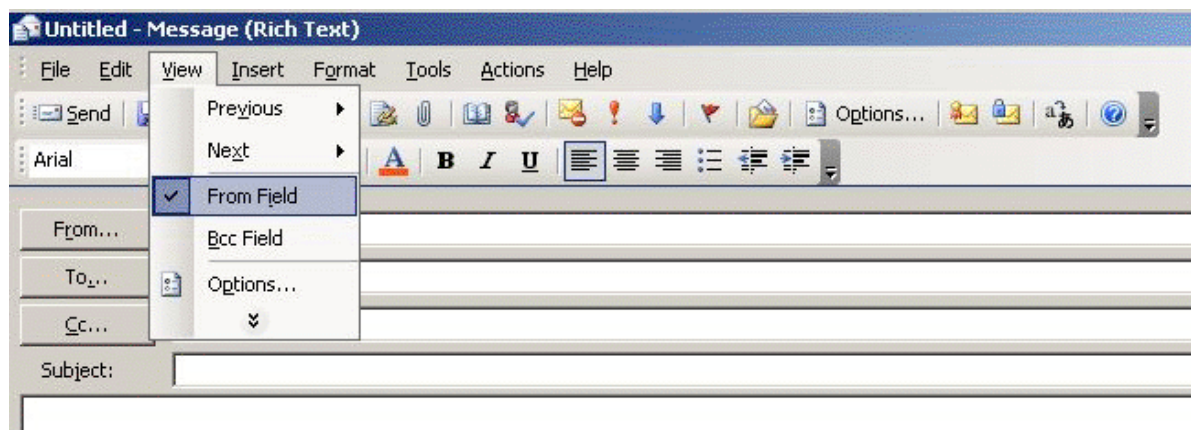 Untitled - Message (Rich Text)
File Edit View Insert Format Tools Actions Help
Send Previous Options...
Arial Next A B I U
From Field
From...
Bcc Field
To...
Options...
Cc...
Subject: